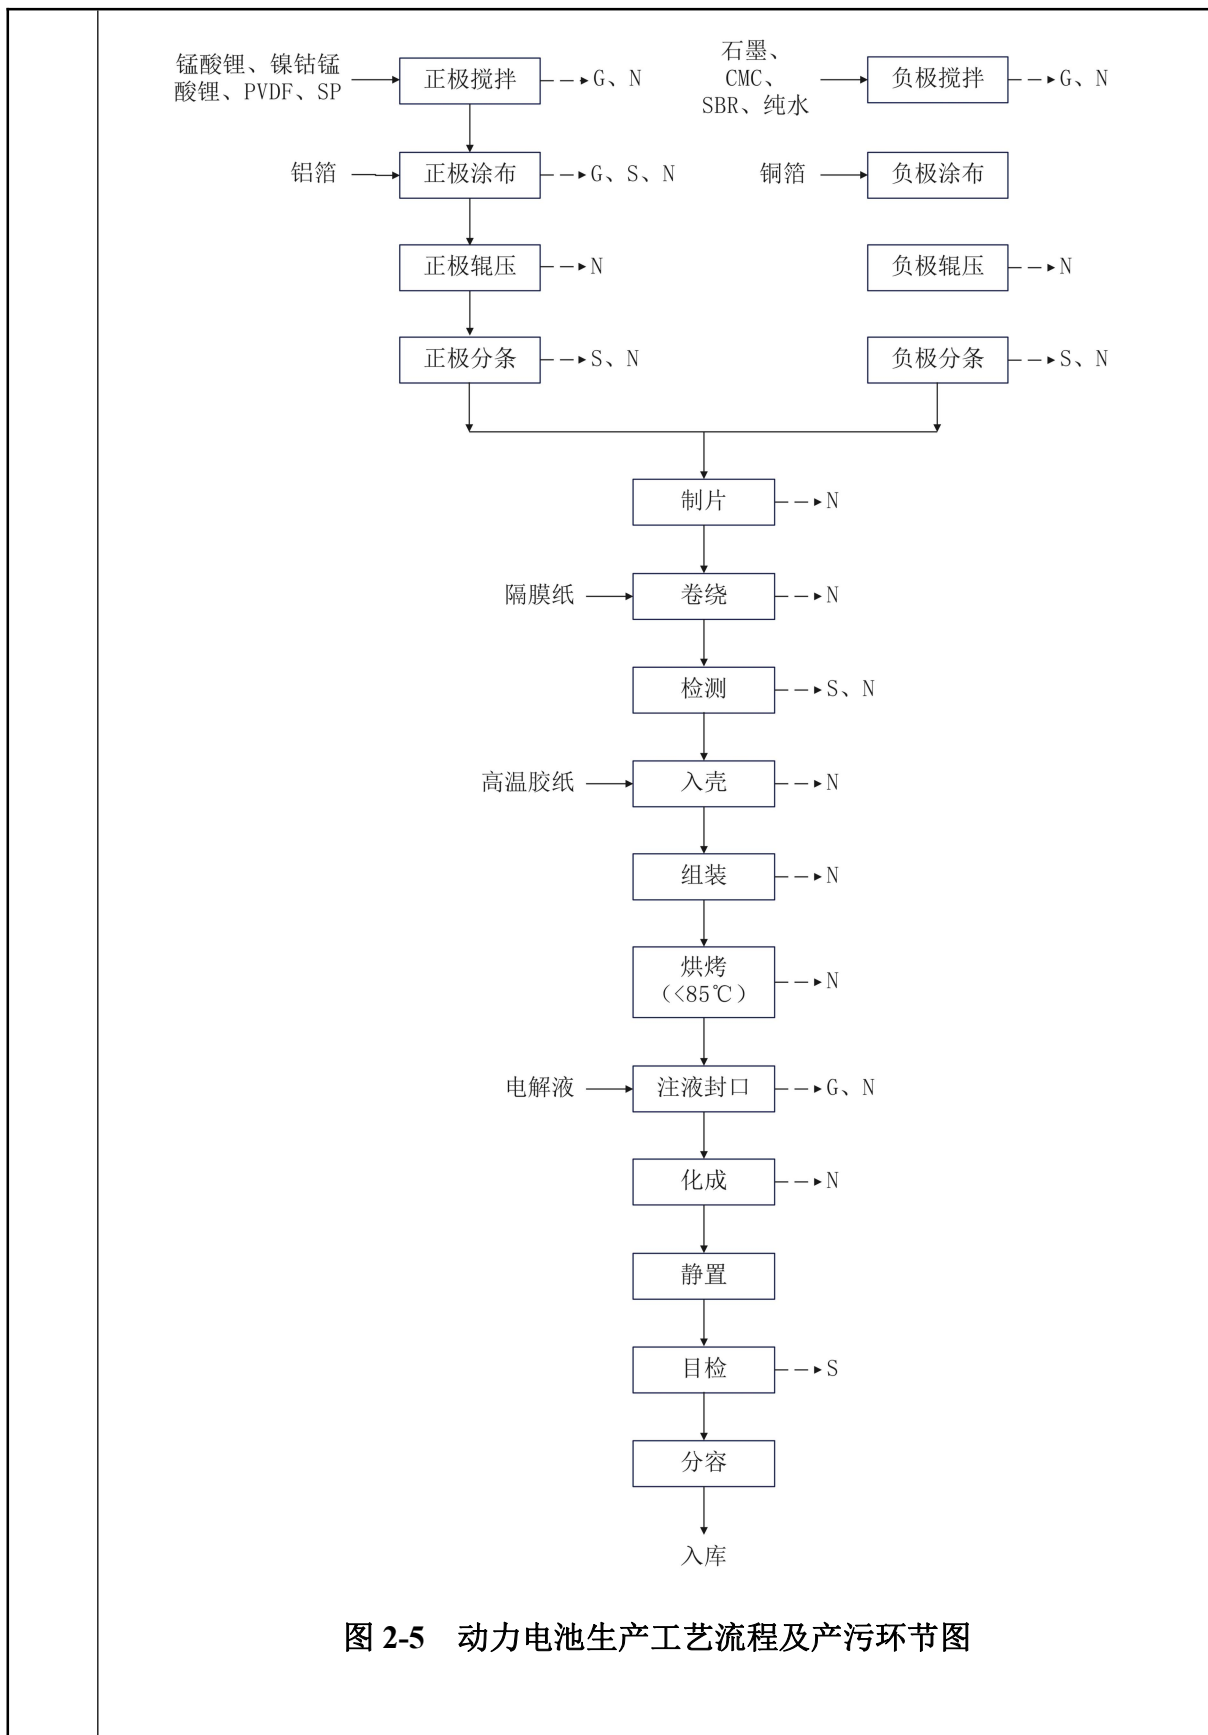 锰酸锂、镍钴锰
酸锂、PVDF、SP
正极搅拌
G、N
石墨、
CMC、
SBR、纯水
负极搅拌
G、N
铝箔
正极涂布
G、S、N
铜箔
负极涂布
正极辊压
N
负极辊压
N
正极分条
S、N
负极分条
S、N
制片
N
隔膜纸
卷绕
N
检测
S、N
高温胶纸
入壳
N
组装
N
烘烤
（<85℃）
N
电解液
注液封口
G、N
化成
N
静置
目检
S
分容
入库
图 2-5 动力电池生产工艺流程及产污环节图